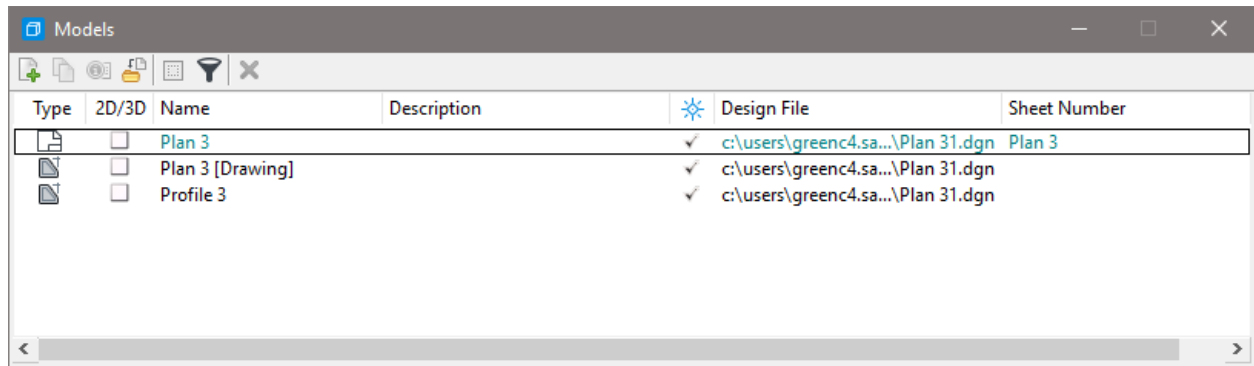 Models
Type 2D/3D Name Description Design File Sheet Number
Plan 3 c:\users\greenc4.sa...\Plan 31.dgn Plan 3
Plan 3 [Drawing] c:\users\greenc4.sa...\Plan 31.dgn
Profile 3 c:\users\greenc4.sa...\Plan 31.dgn